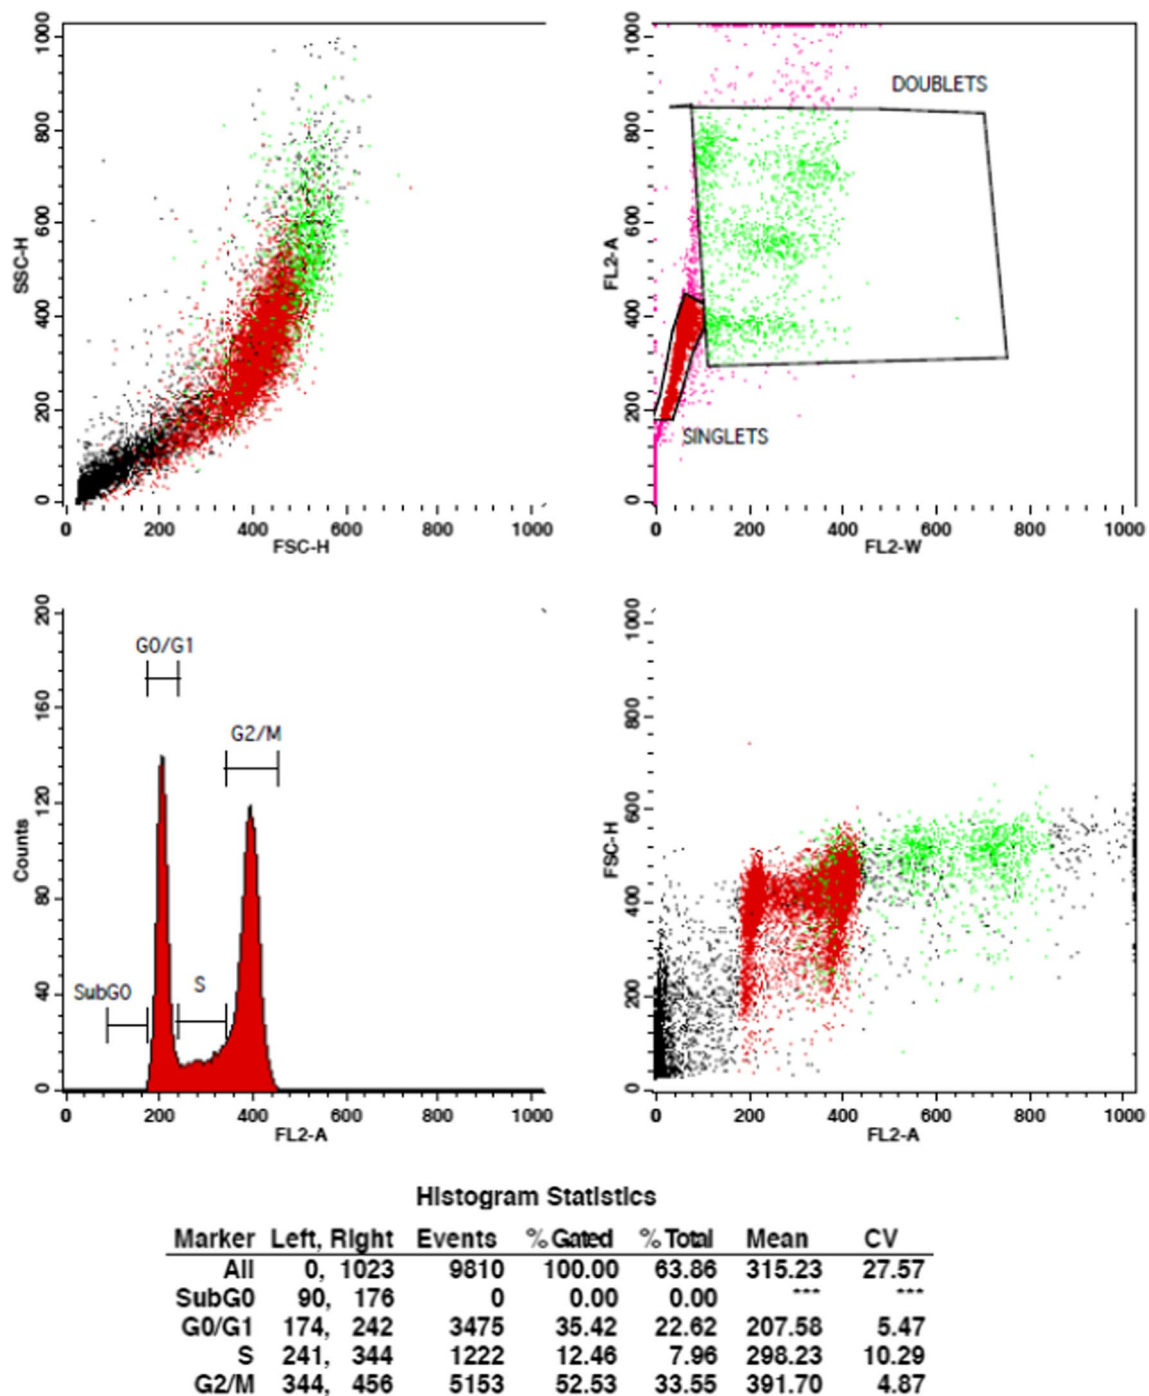 1000
800
600
400
200
0
SSC-H
0 200 400 600 800 1000
FSC-H
1000
800
600
400
200
0
FL2-A
DOUBLETS
SINGLETS
0 200 400 600 800 1000
FL2-W
200
160
120
80
40
0
Counts
G0/G1
G2/M
SubG0
S
0 200 400 600 800 1000
FL2-A
1000
800
600
400
200
0
FSC-H
0 200 400 600 800 1000
FL2-A
Histogram Statistics
Marker Left, Right Events % Gated % Total Mean CV
All 0, 1023 9810 100.00 63.86 315.23 27.57
SubG0 90, 176 0 0.00 0.00 *** ***
G0/G1 174, 242 3475 35.42 22.62 207.58 5.47
S 241, 344 1222 12.46 7.96 298.23 10.29
G2/M 344, 456 5153 52.53 33.55 391.70 4.87